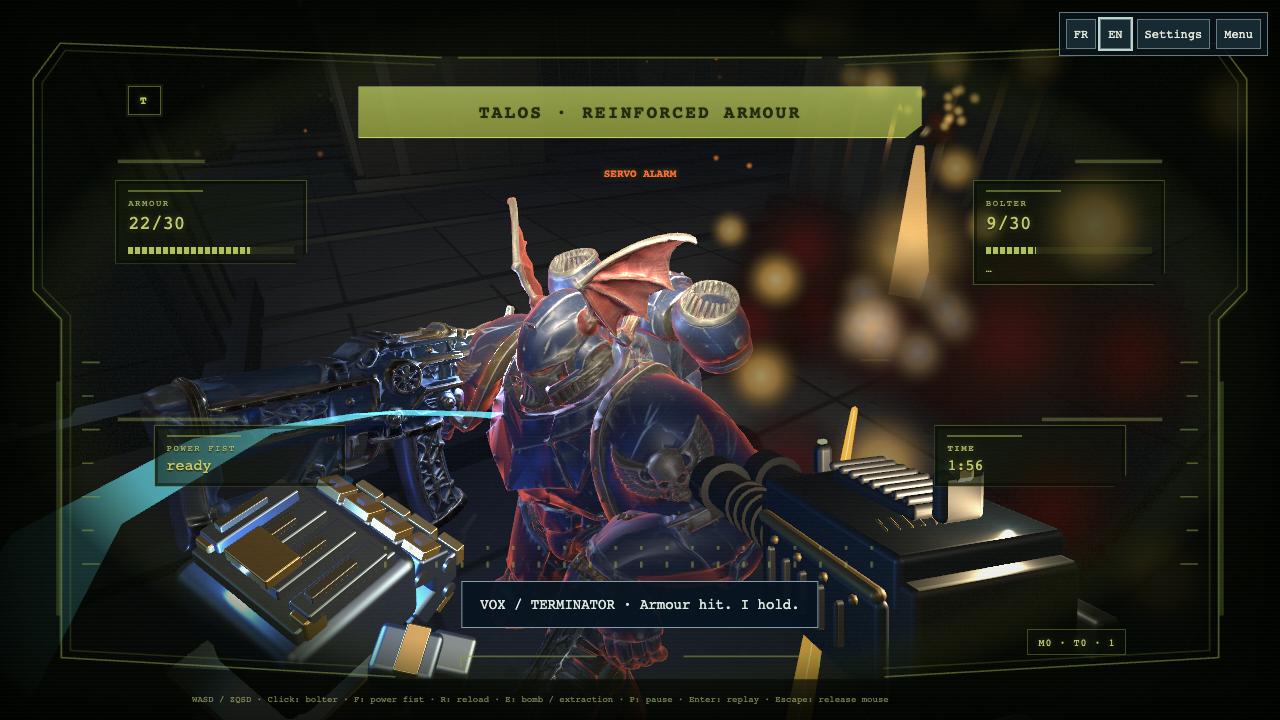 FR EN Settings Menu
T
TALOS · REINFORCED ARMOUR
SERVO ALARM
ARMOUR
22/30
BOLTER
9/30
…
POWER FIST
ready
TIME
1:56
VOX / TERMINATOR · Armour hit. I hold.
M0 · T0 · 1
WASD / ZQSD · Click: bolter · F: power fist · R: reload · E: bomb / extraction · P: pause · Enter: replay · Escape: release mouse